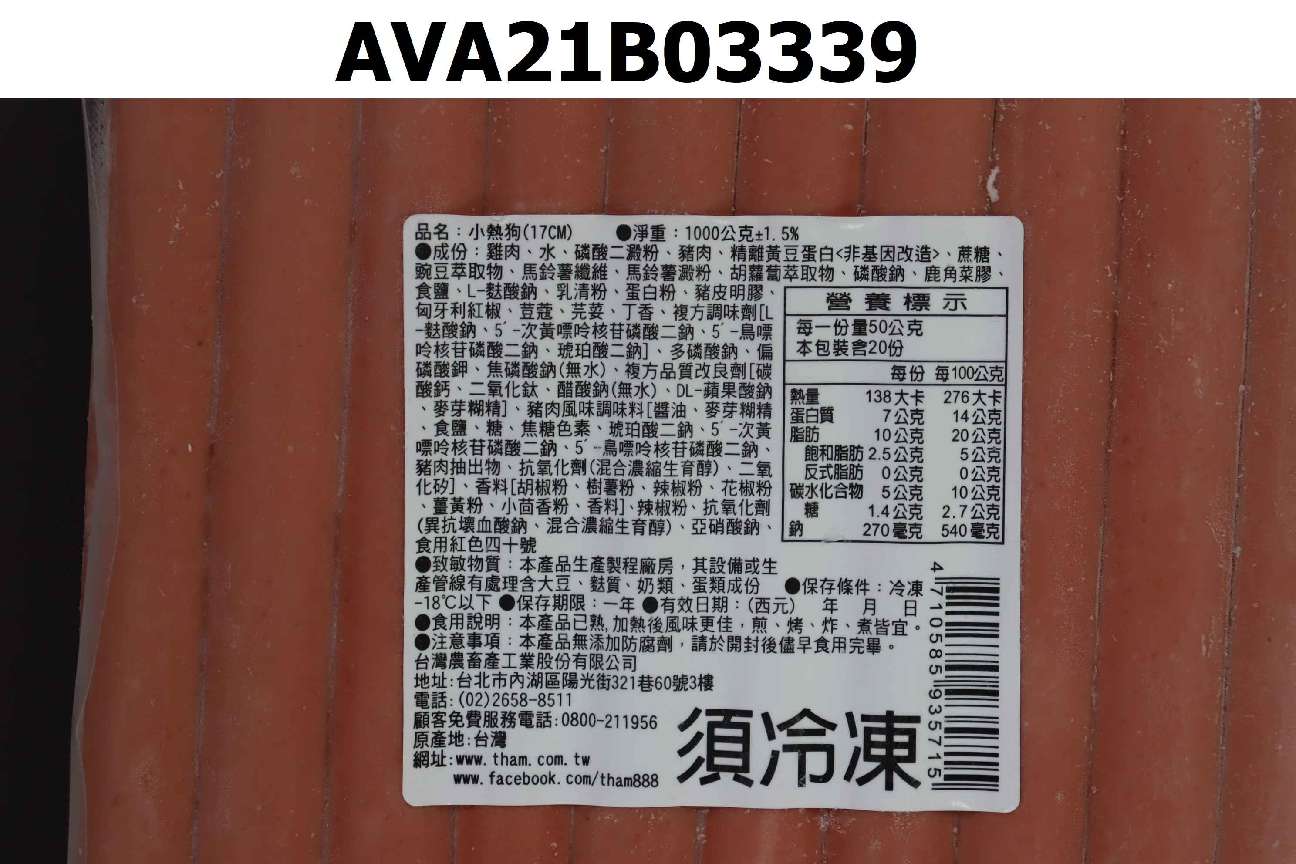 AVA21B03339
品名：小熱狗(17CM) ●淨重：1000公克±1.5%
●成份：雞肉、水、磷酸二澱粉、豬肉、精離黃豆蛋白<非基因改造>、蔗糖、
豌豆萃取物、馬鈴薯纖維、馬鈴薯澱粉、胡蘿蔔萃取物、磷酸鈉、鹿角菜膠、
食鹽、L-麩酸鈉、乳清粉、蛋白粉、豬皮明膠、
匈牙利紅椒、荳蔻、芫荽、丁香、複方調味劑[L
-麩酸鈉、5´-次黃嘌呤核苷磷酸二鈉、5´-鳥嘌
呤核苷磷酸二鈉、琥珀酸二鈉]、多磷酸鈉、偏
磷酸鉀、焦磷酸鈉(無水)、複方品質改良劑[碳
酸鈣、二氧化鈦、醋酸鈉(無水)、DL-蘋果酸鈉
、麥芽糊精]、豬肉風味調味料[醬油、麥芽糊精
、食鹽、糖、焦糖色素、琥珀酸二鈉、5´-次黃
嘌呤核苷磷酸二鈉、5´-鳥嘌呤核苷磷酸二鈉、
豬肉抽出物、抗氧化劑(混合濃縮生育醇)、二氧
化矽]、香料[胡椒粉、樹薯粉、辣椒粉、花椒粉
、薑黃粉、小茴香粉、香料]、辣椒粉、抗氧化劑
(異抗壞血酸鈉、混合濃縮生育醇)、亞硝酸鈉、
食用紅色四十號
營養標示
每一份量50公克
本包裝含20份
每份 每100公克
熱量 138大卡 276大卡
蛋白質 7公克 14公克
脂肪 10公克 20公克
飽和脂肪 2.5公克 5公克
反式脂肪 0公克 0公克
碳水化合物 5公克 10公克
糖 1.4公克 2.7公克
鈉 270毫克 540毫克
●致敏物質：本產品生產製程廠房，其設備或生
產管線有處理含大豆、麩質、奶類、蛋類成份 ●保存條件：冷凍
-18℃以下 ●保存期限：一年 ●有效日期：(西元) 年 月 日
●食用說明：本產品已熟,加熱後風味更佳，煎、烤、炸、煮皆宜。
●注意事項：本產品無添加防腐劑，請於開封後儘早食用完畢。
台灣農畜產工業股份有限公司
地址:台北市內湖區陽光街321巷60號3樓
電話:(02)2658-8511
顧客免費服務電話:0800-211956
原產地:台灣
網址:www.tham.com.tw
www.facebook.com/tham888
須冷凍
4710585935715